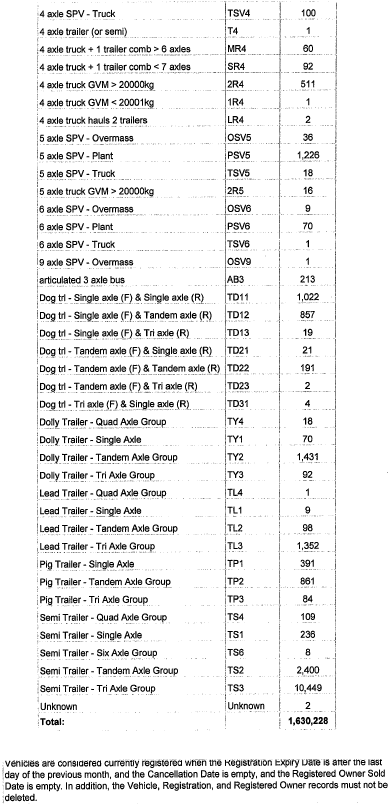 4 axle SPV - Truck TSV4 100
4 axle trailer (or semi) T4 1
4 axle truck + 1 trailer comb > 6 axles MR4 60
4 axle truck + 1 trailer comb < 7 axles SR4 92
4 axle truck GVM > 20000kg 2R4 511
4 axle truck GVM < 20001kg 1R4 1
4 axle truck hauls 2 trailers LR4 2
5 axle SPV - Overmass OSV5 36
5 axle SPV - Plant PSV5 1,226
5 axle SPV - Truck TSV5 18
5 axle truck GVM > 20000kg 2R5 16
6 axle SPV - Overmass OSV6 9
6 axle SPV - Plant PSV6 70
6 axle SPV - Truck TSV6 1
9 axle SPV - Overmass OSV9 1
articulated 3 axle bus AB3 213
Dog trl - Single axle (F) & Single axle (R) TD11 1,022
Dog trl - Single axle (F) & Tandem axle (R) TD12 857
Dog trl - Single axle (F) & Tri axle (R) TD13 19
Dog trl - Tandem axle (F) & Single axle (R) TD21 21
Dog trl - Tandem axle (F) & Tandem axle (R) TD22 191
Dog trl - Tandem axle (F) & Tri axle (R) TD23 2
Dog trl - Tri axle (F) & Single axle (R) TD31 4
Dolly Trailer - Quad Axle Group TY4 18
Dolly Trailer - Single Axle TY1 70
Dolly Trailer - Tandem Axle Group TY2 1,431
Dolly Trailer - Tri Axle Group TY3 92
Lead Trailer - Quad Axle Group TL4 1
Lead Trailer - Single Axle TL1 9
Lead Trailer - Tandem Axle Group TL2 98
Lead Trailer - Tri Axle Group TL3 1,352
Pig Trailer - Single Axle TP1 391
Pig Trailer - Tandem Axle Group TP2 861
Pig Trailer - Tri Axle Group TP3 84
Semi Trailer - Quad Axle Group TS4 109
Semi Trailer - Single Axle TS1 236
Semi Trailer - Six Axle Group TS6 8
Semi Trailer - Tandem Axle Group TS2 2,400
Semi Trailer - Tri Axle Group TS3 10,449
Unknown Unknown 2
Total: 1,630,228
Vehicles are considered currently registered when the Registration Expiry Date is after the last
day of the previous month, and the Cancellation Date is empty, and the Registered Owner Sold
Date is empty. In addition, the Vehicle, Registration, and Registered Owner records must not be
deleted.